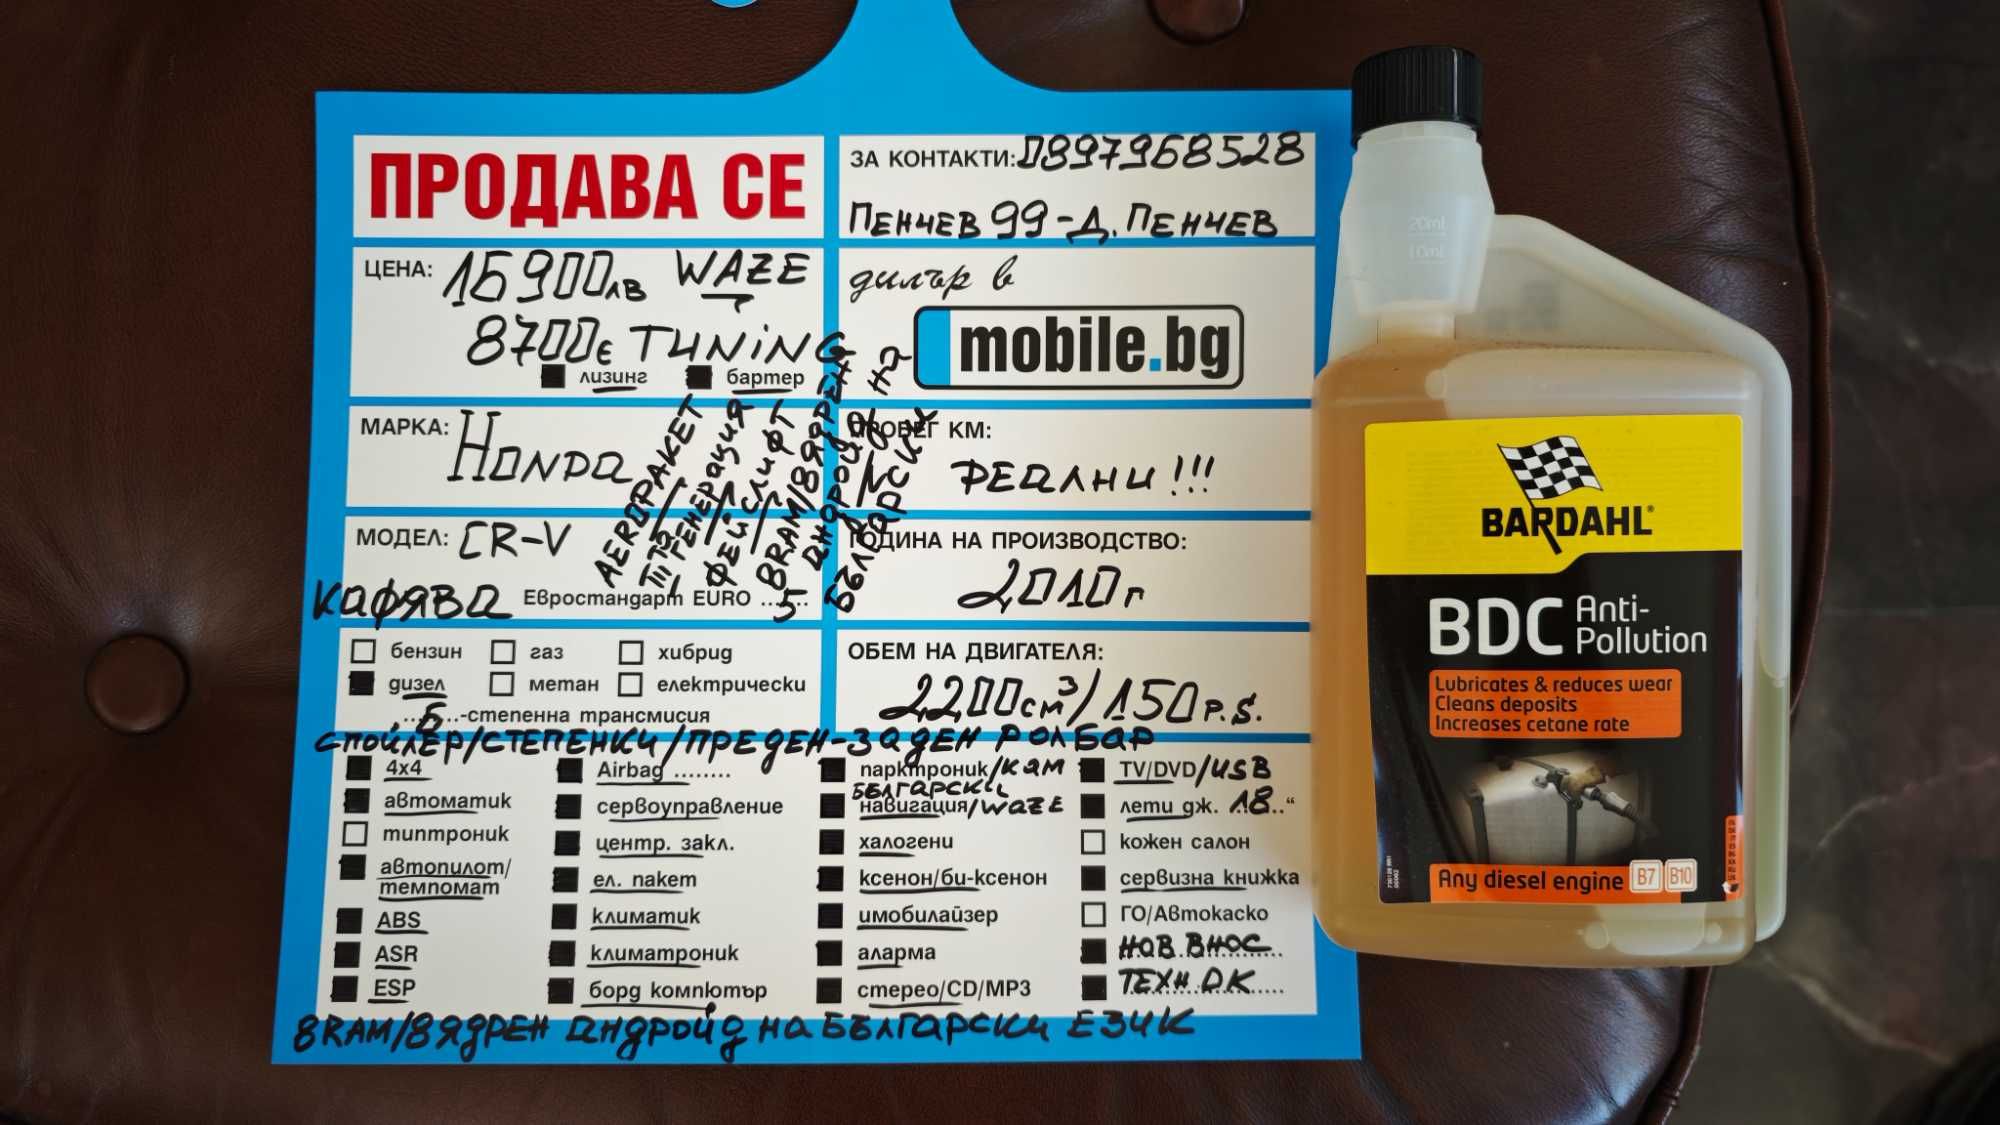 ПРОДАВА СЕ
ЗА КОНТАКТИ: 0897968528
ПЕНЧЕВ 99-Д. ПЕНЧЕВ
ЦЕНА: 16900лв WAZE
8700€ TUNING
лизинг бартер
дилър в
mobile.bg
МАРКА: HONDA
АЕROПАКЕТ
ГЕНЕРАЦИЯ
ФЕЙСЛИФТ
8RAM/8ЯДРЕН
АНДРОЙД НА
БЪЛГАРСКИ
ПРОБЕГ КМ:
РЕАЛНИ!!!
МОДЕЛ: CR-V
КАФЯВА Евростандарт EURO 5
ГОДИНА НА ПРОИЗВОДСТВО:
2010г
бензин газ хибрид
дизел метан електрически
6-степенна трансмисия
ОБЕМ НА ДВИГАТЕЛЯ:
2200см³/150P.S.
СПОЙЛЕР/СТЕПЕНКИ/ПРЕДЕН-ЗАДЕН РОЛБАР
4x4 Airbag ........ парктроник/КАМ TV/DVD/USB
БЪЛГАРСКИ
автоматик сервоуправление навигация/WAZE лети дж. 18"
типтроник центр. закл. халогени кожен салон
автопилот/
темпомат ел. пакет ксенон/би-ксенон сервизна книжка
ABS климатик имобилайзер ГО/Автокаско
ASR климатроник аларма НОВ ВНОС
ESP борд компютър стерео/CD/MP3 ТЕХН DK
8RAM/8ЯДРЕН АНДРОЙД НА БЪЛГАРСКИ ЕЗИК
20ml
10ml
BARDAHL®
BDC Anti-
Pollution
Lubricates & reduces wear
Cleans deposits
Increases cetane rate
Any diesel engine B7 B10